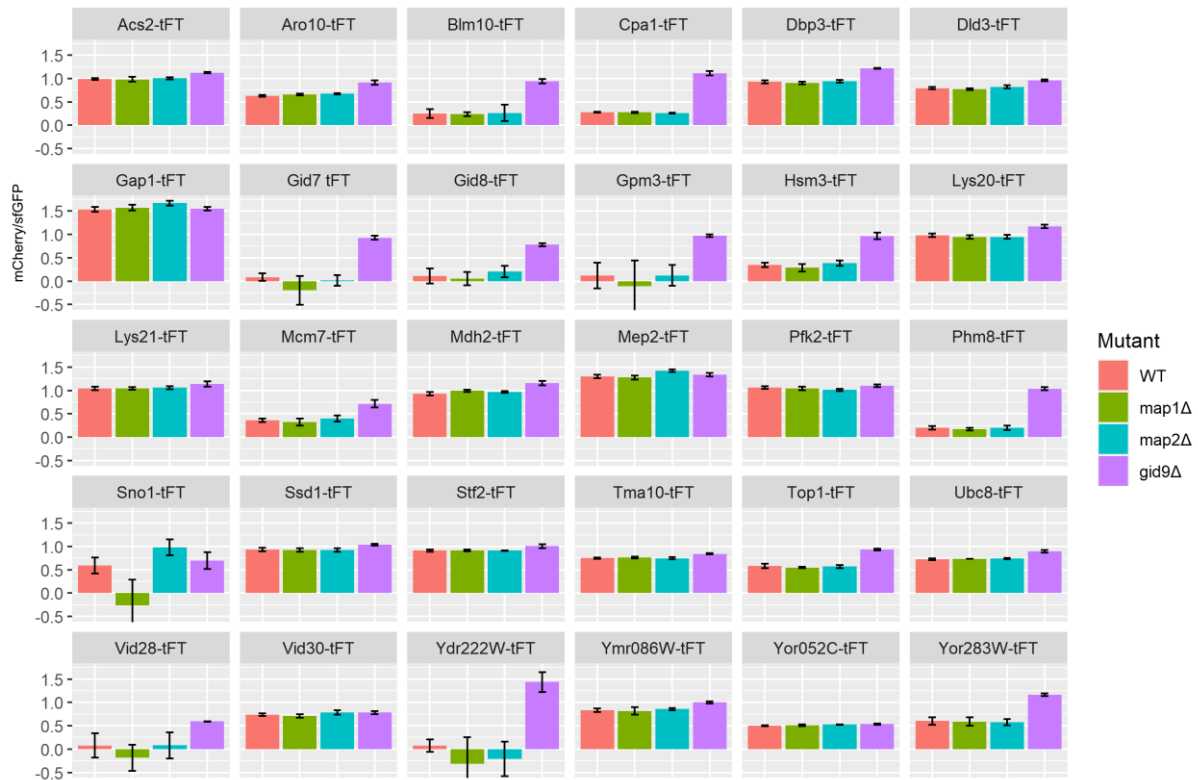 Acs2-tFT Aro10-tFT Blm10-tFT Cpa1-tFT Dbp3-tFT Dld3-tFT
1.5
1.0
0.5
0.0
-0.5
Gap1-tFT Gid7 tFT Gid8-tFT Gpm3-tFT Hsm3-tFT Lys20-tFT
mCherry/sfGFP
1.5
1.0
0.5
0.0
-0.5
Lys21-tFT Mcm7-tFT Mdh2-tFT Mep2-tFT Pfk2-tFT Phm8-tFT
1.5
1.0
0.5
0.0
-0.5
Sno1-tFT Ssd1-tFT Stf2-tFT Tma10-tFT Top1-tFT Ubc8-tFT
1.5
1.0
0.5
0.0
-0.5
Vid28-tFT Vid30-tFT Ydr222W-tFT Ymr086W-tFT Yor052C-tFT Yor283W-tFT
1.5
1.0
0.5
0.0
-0.5
Mutant
WT
map1Δ
map2Δ
gid9Δ